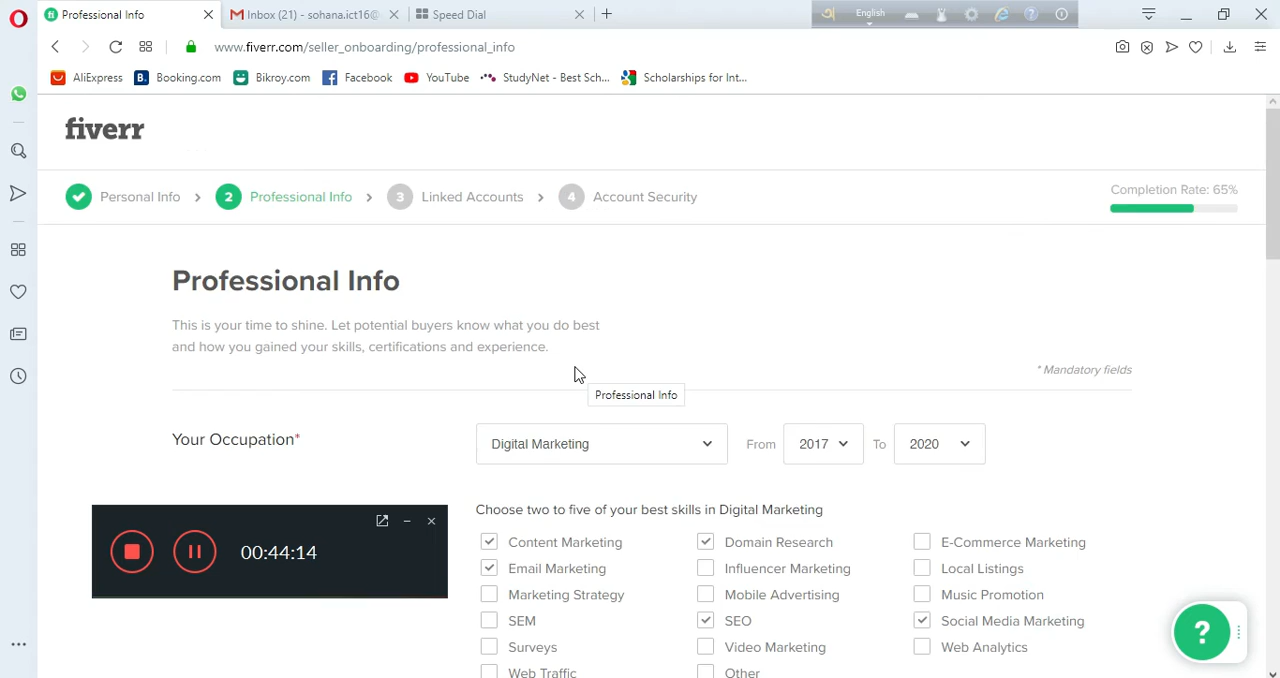 Professional Info
Inbox (21) - sohana.ict16@
Speed Dial
English
www.fiverr.com/seller_onboarding/professional_info
AliExpress
B. Booking.com
Bikroy.com
Facebook
YouTube
StudyNet - Best Sch...
Scholarships for Int...
fiverr
Personal Info
2 Professional Info
3 Linked Accounts
4 Account Security
Completion Rate: 65%
Professional Info
This is your time to shine. Let potential buyers know what you do best
and how you gained your skills, certifications and experience.
* Mandatory fields
Professional Info
Your Occupation*
Digital Marketing
From 2017 To 2020
Choose two to five of your best skills in Digital Marketing
00:44:14
Content Marketing Domain Research E-Commerce Marketing
Email Marketing Influencer Marketing Local Listings
Marketing Strategy Mobile Advertising Music Promotion
SEM SEO Social Media Marketing
Surveys Video Marketing Web Analytics
Web Traffic Other
?